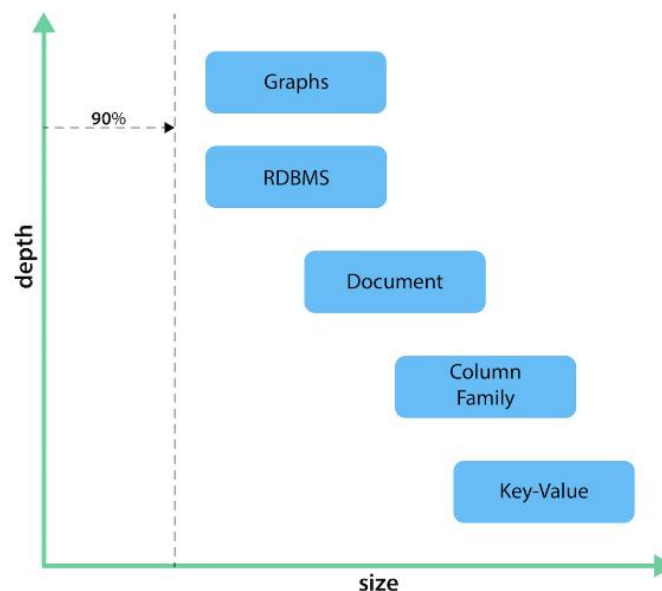 Graphs
90%
RDBMS
depth
Document
Column
Family
Key-Value
size